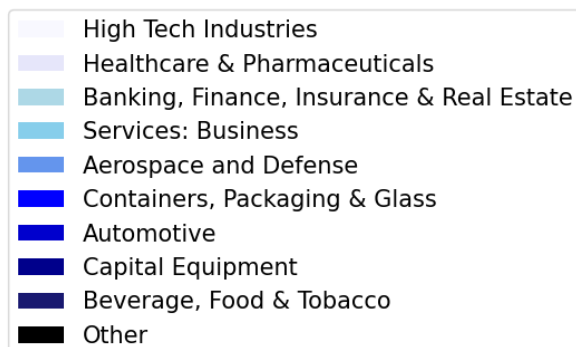 High Tech Industries
Healthcare & Pharmaceuticals
Banking, Finance, Insurance & Real Estate
Services: Business
Aerospace and Defense
Containers, Packaging & Glass
Automotive
Capital Equipment
Beverage, Food & Tobacco
Other